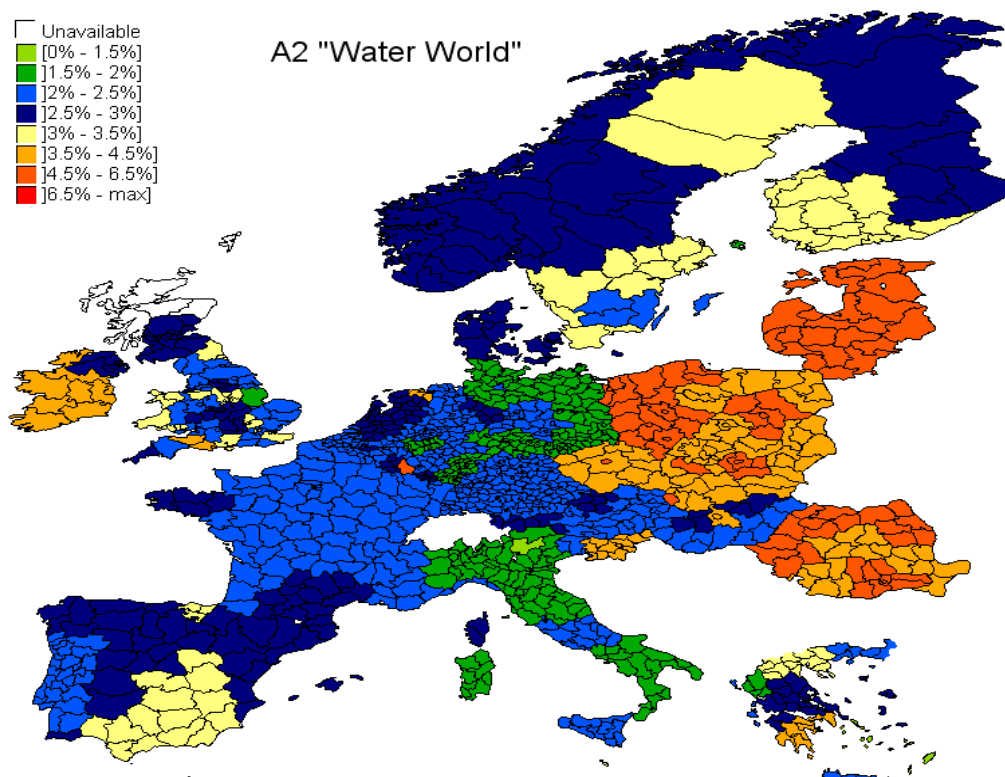 A2 "Water World"
Unavailable
[0% - 1.5%]
]1.5% - 2%]
]2% - 2.5%]
]2.5% - 3%]
]3% - 3.5%]
]3.5% - 4.5%]
]4.5% - 6.5%]
]6.5% - max]